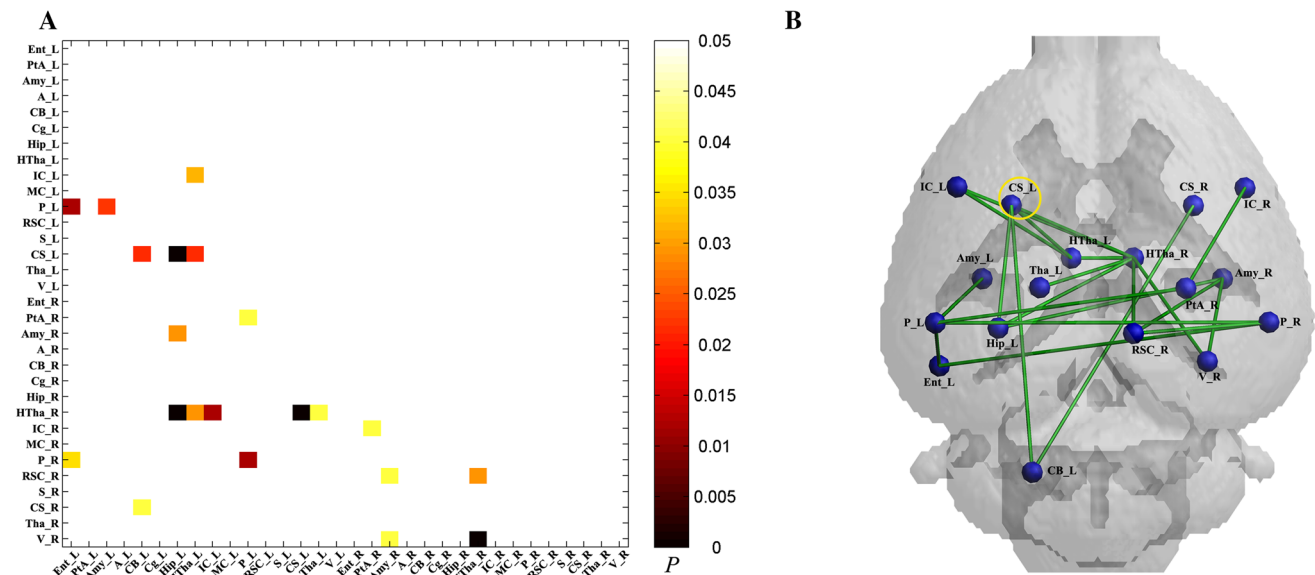 A
B
Ent_L
PtA_L
Amy_L
A_L
CB_L
Cg_L
Hip_L
HTha_L
IC_L
MC_L
P_L
RSC_L
S_L
CS_L
Tha_L
V_L
Ent_R
PtA_R
Amy_R
A_R
CB_R
Cg_R
Hip_R
HTha_R
IC_R
MC_R
P_R
RSC_R
S_R
CS_R
Tha_R
V_R
Ent_L PtA_L Amy_L A_L CB_L Cg_L Hip_L Tha_L IC_L MC_L P_L RSC_L S_L CS_L Tha_L V_L Ent_R PtA_R Amy_R A_R CB_R Cg_R Hip_R Tha_R IC_R MC_R P_R RSC_R S_R CS_R Tha_R V_R
0.05
0.045
0.04
0.035
0.03
0.025
0.02
0.015
0.01
0.005
0
P
IC_L
CS_L
CS_R
IC_R
HTha_L
HTha_R
Amy_L
Tha_L
Amy_R
PtA_R
P_L
Hip_L
RSC_R
P_R
Ent_L
V_R
CB_L